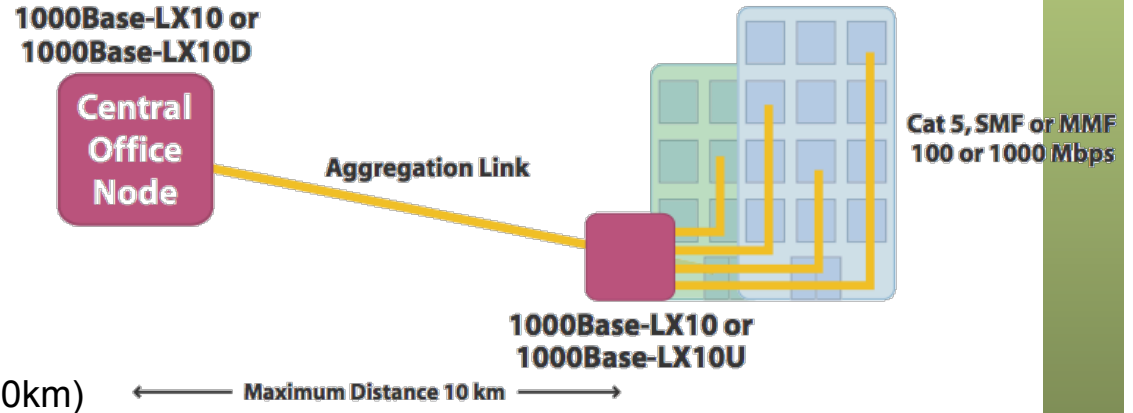 1000Base-LX10 or
1000Base-LX10D
Central
Office
Node
Aggregation Link
Cat 5, SMF or MMF
100 or 1000 Mbps
1000Base-LX10 or
1000Base-LX10U
0km)
Maximum Distance 10 km